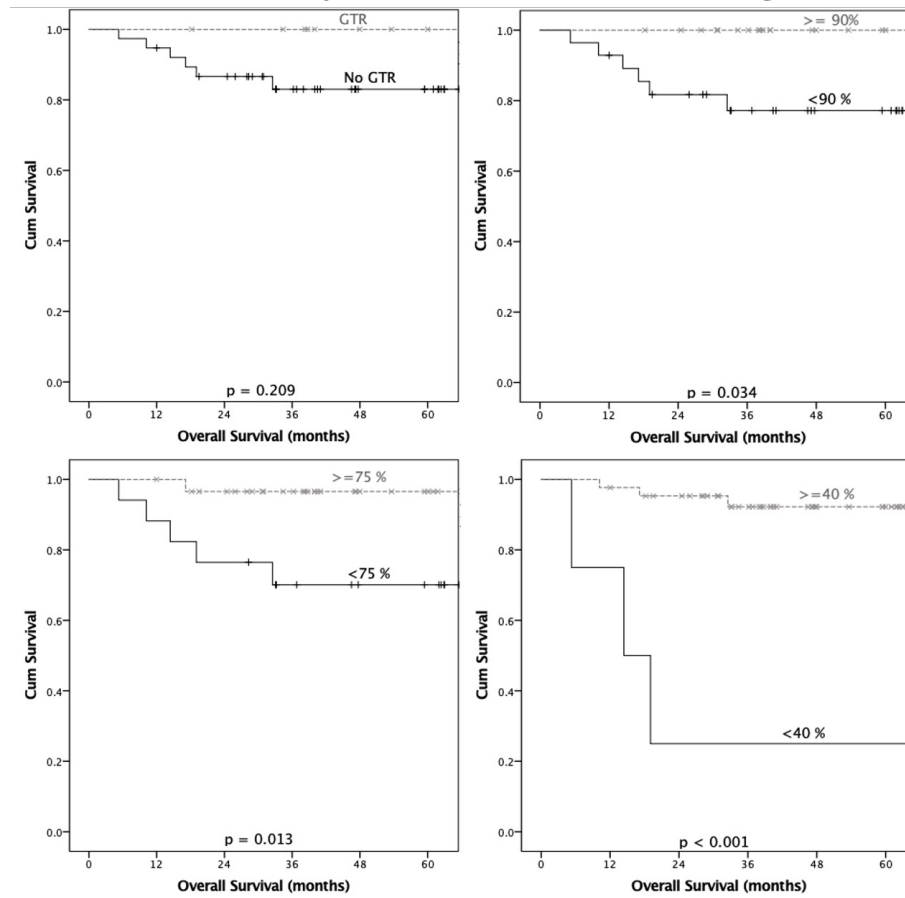 GTR
1.0
No GTR
0.8
0.6
0.4
0.2
0.0
p = 0.209
0 12 24 36 48 60
Overall Survival (months)
Cum Survival
>= 90%
1.0
<90 %
0.8
0.6
0.4
0.2
0.0
p = 0.034
0 12 24 36 48 60
Overall Survival (months)
Cum Survival
>=75 %
1.0
0.8
<75 %
0.6
0.4
0.2
0.0
p = 0.013
0 12 24 36 48 60
Overall Survival (months)
Cum Survival
1.0
>=40 %
0.8
0.6
0.4
<40 %
0.2
0.0
p < 0.001
0 12 24 36 48 60
Overall Survival (months)
Cum Survival